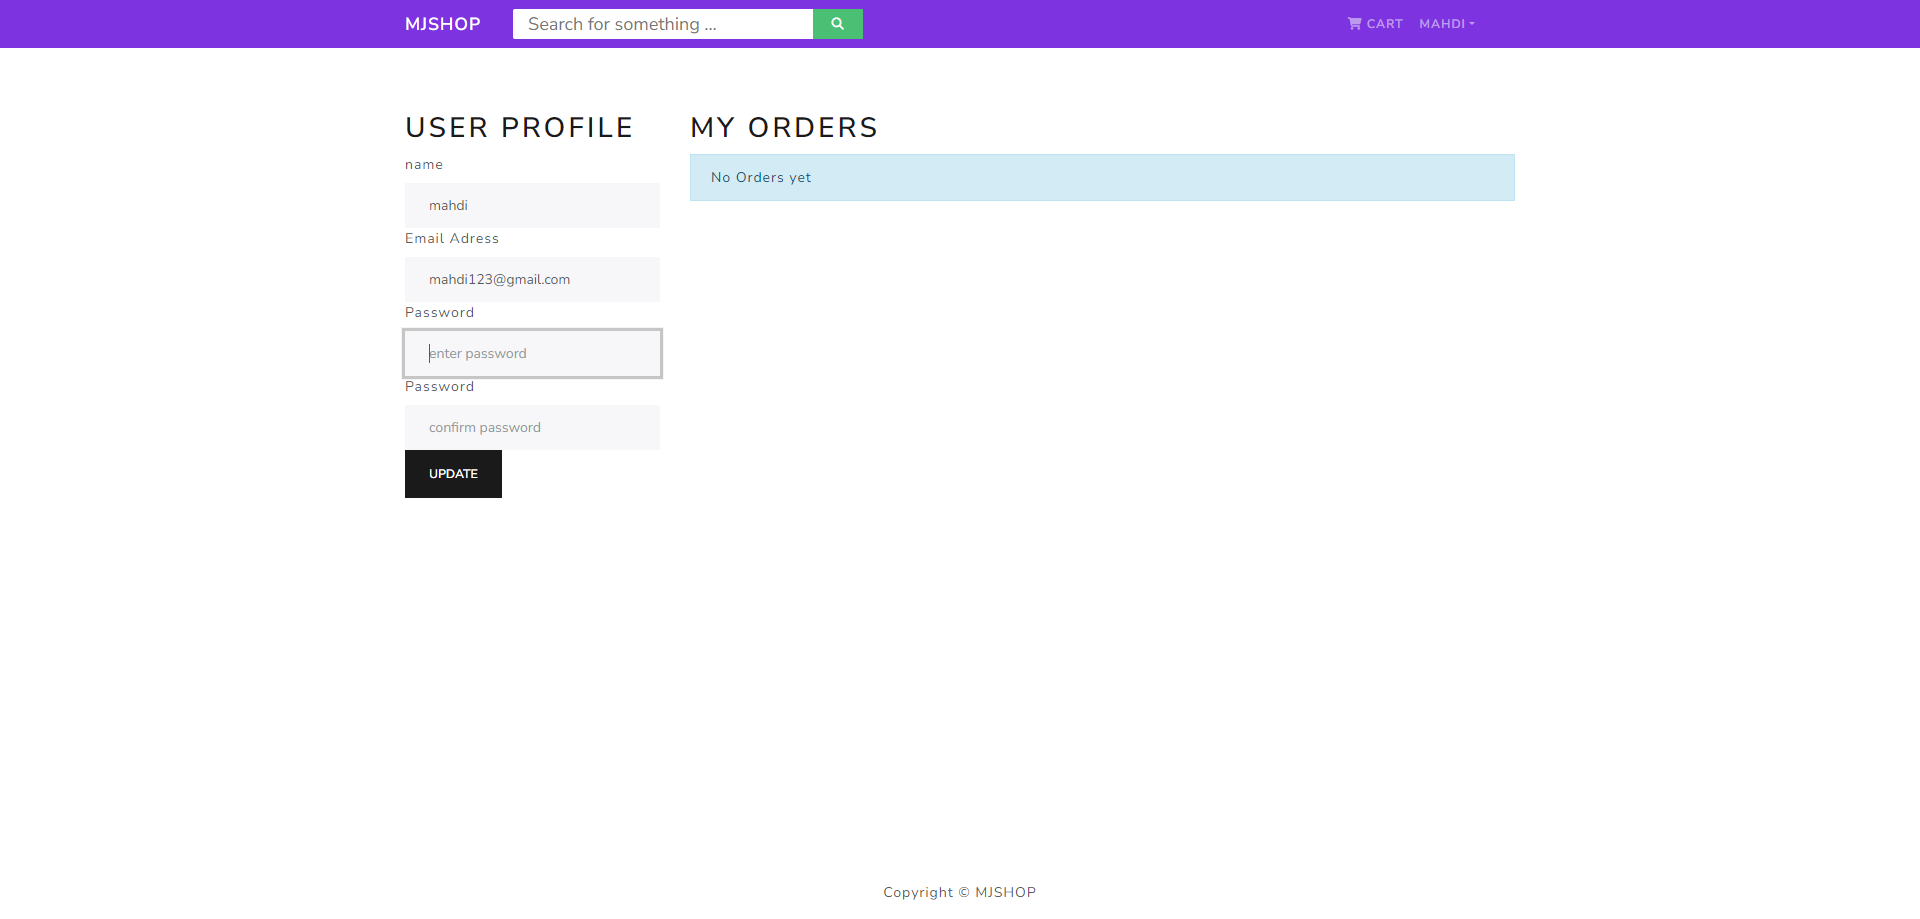 MJSHOP
Search for something ...
CART
MAHDI
USER PROFILE
name
mahdi
Email Adress
mahdi123@gmail.com
Password
enter password
Password
confirm password
UPDATE
MY ORDERS
No Orders yet
Copyright © MJSHOP